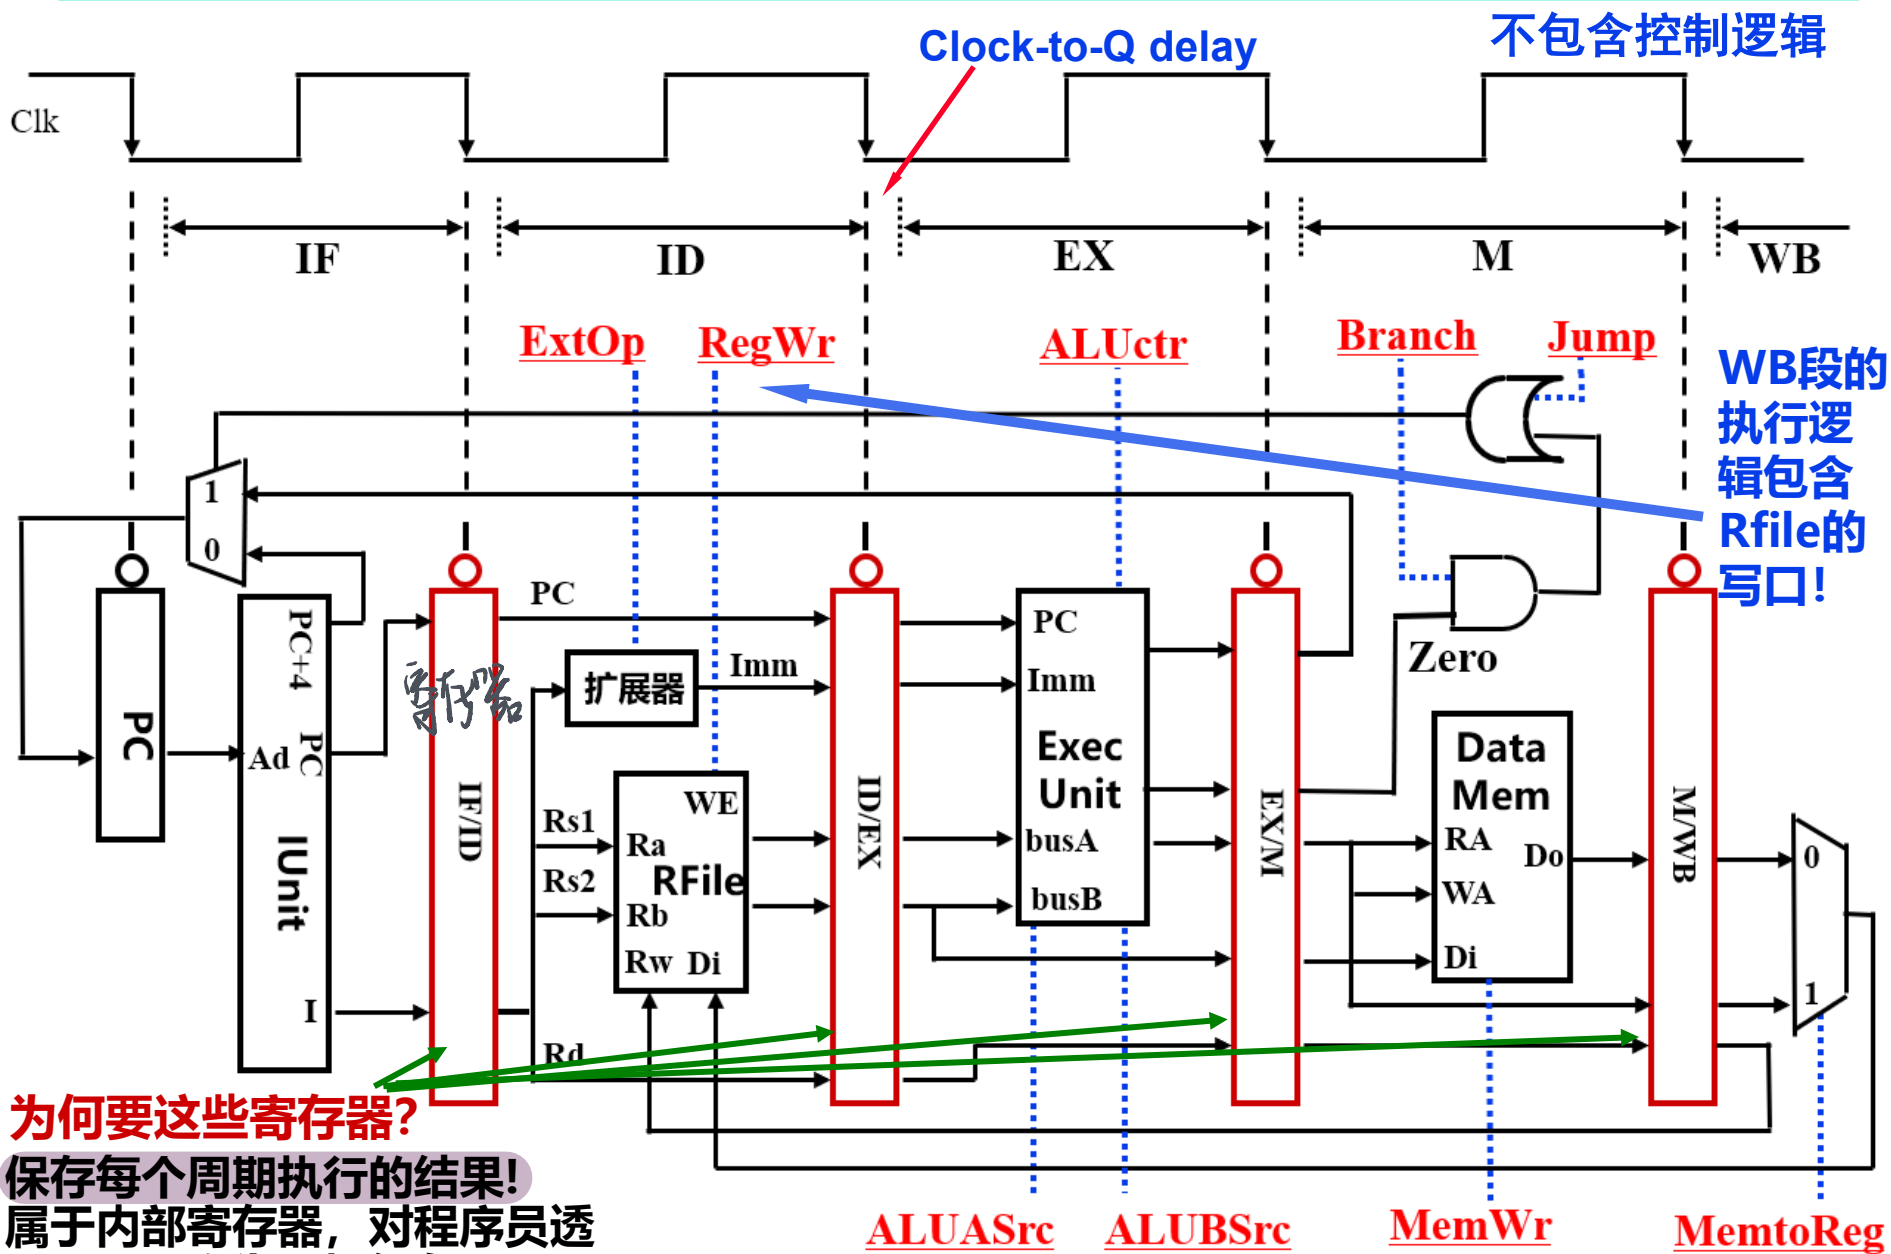 Clock-to-Q delay
不包含控制逻辑
Clk
IF
ID
EX
M
WB
ExtOp
RegWr
ALUctr
Branch
Jump
WB段的
执行逻
辑包含
Rfile的
写口！
1
0
PC
PC+4
PC
Ad
IUnit
I
寄存器
IF/ID
PC
扩展器
Imm
Rs1
Rs2
Rd
WE
Ra
RFile
Rb
Rw Di
ID/EX
PC
Imm
Exec
Unit
busA
busB
EX/M
Zero
Data
Mem
RA
Do
WA
Di
M/WB
0
1
为何要这些寄存器？
保存每个周期执行的结果!
属于内部寄存器，对程序员透
ALUASrc
ALUBSrc
MemWr
MemtoReg